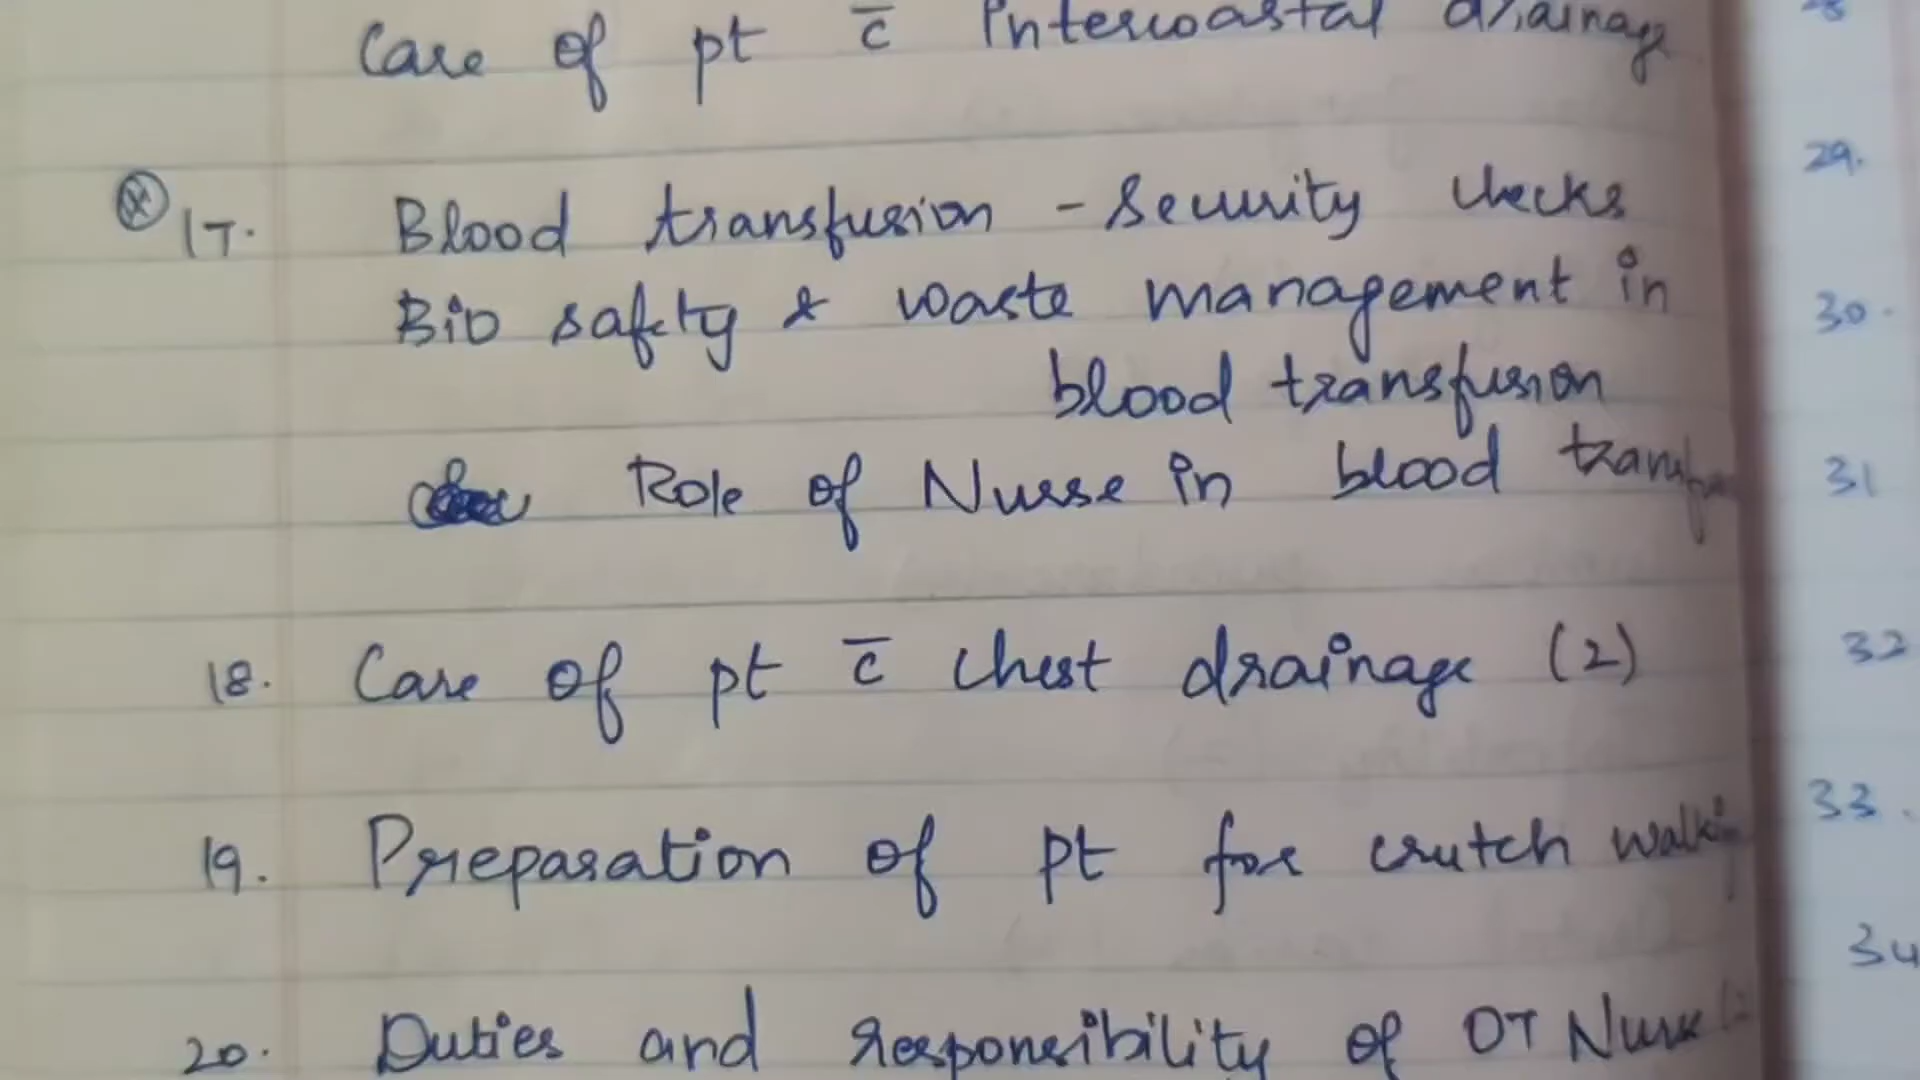 Care of pt c̅ Intercoastal drainage
17. Blood transfusion - Security checks
Bio safety & waste management in
blood transfusion
Role of Nurse in blood
18. Care of pt c̅ chest drainage (2)
19. Preparation of pt for crutch walking
20. Duties and responsibility of OT Nurse
29.
30.
31
32
33.
34